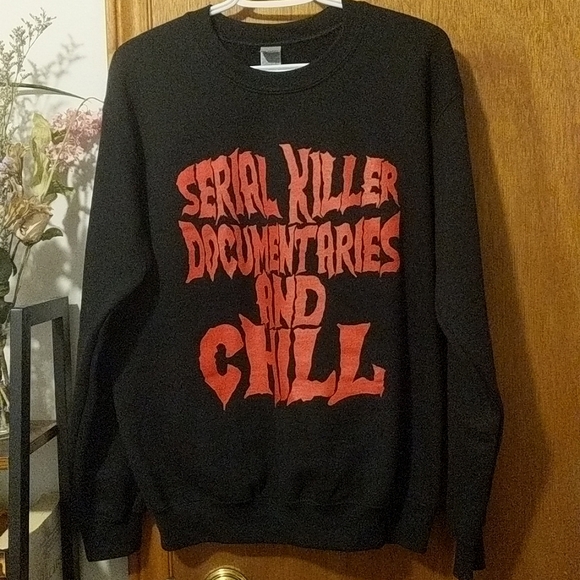 SERIAL KILLER
DOCUMENTARIES
AND
CHILL